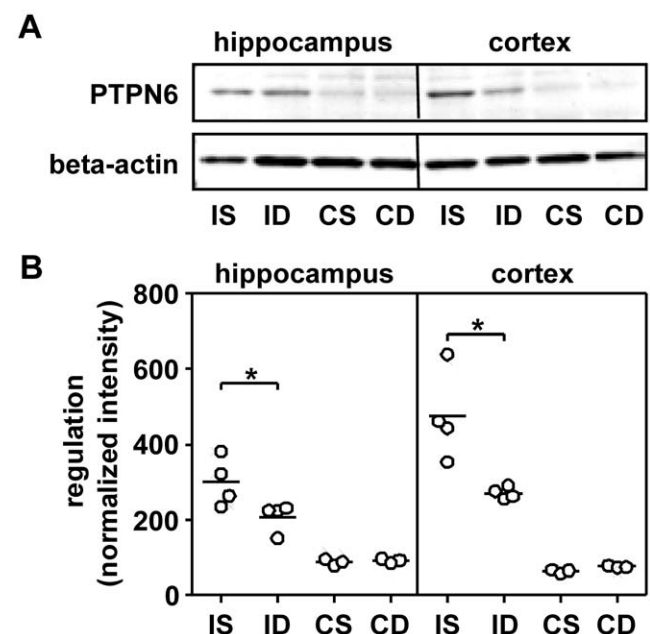 A
hippocampus cortex
PTPN6
beta-actin
IS ID CS CD IS ID CS CD
B
hippocampus cortex
regulation
(normalized intensity)
800
600
400
200
0
* *
IS ID CS CD IS ID CS CD